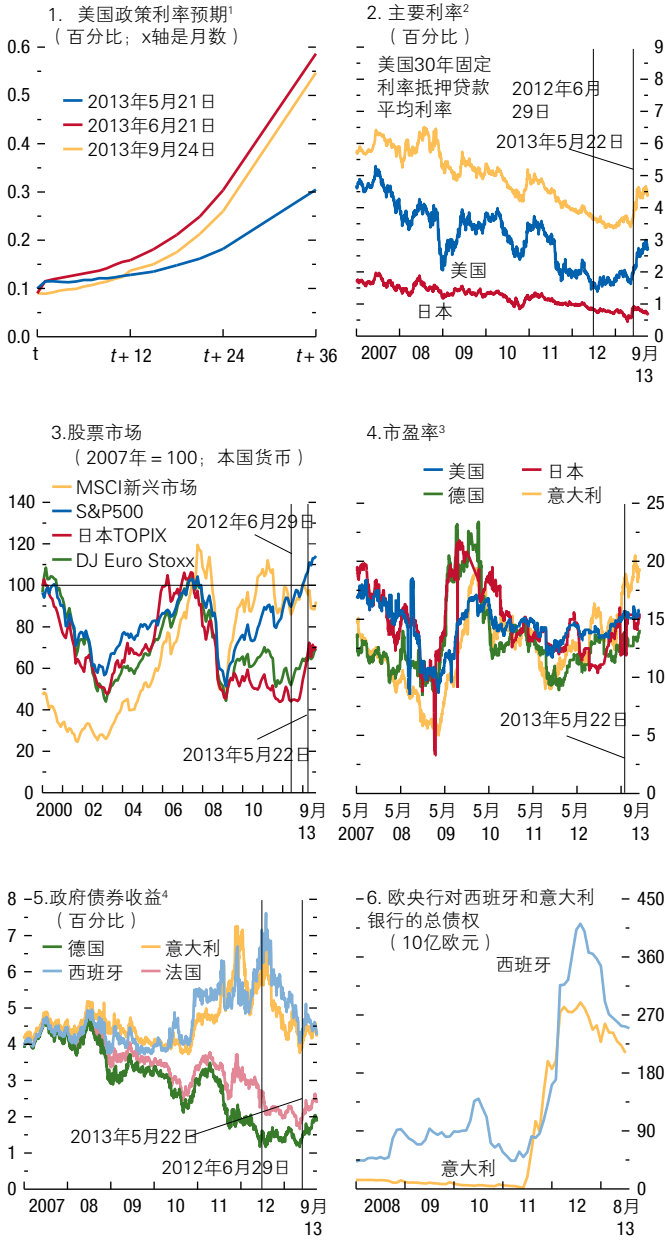 1. 美国政策利率预期¹
（百分比；x轴是月数）
2013年5月21日
2013年6月21日
2013年9月24日
0.6
0.5
0.4
0.3
0.2
0.1
0.0
t
t + 12
t + 24
t + 36
2. 主要利率²
（百分比）
美国30年固定
利率抵押贷款
平均利率
2012年6月
29日
2013年5月22日
美国
日本
9
8
7
6
5
4
3
2
1
0
2007 08 09 10 11 12 9月
13
3.股票市场
（2007年 = 100；本国货币）
MSCI新兴市场
S&P500
日本TOPIX
DJ Euro Stoxx
2012年6月29日
2013年5月22日
140
120
100
80
60
40
20
0
2000 02 04 06 08 10 9月
13
4.市盈率³
美国
日本
德国
意大利
2013年5月22日
25
20
15
10
5
0
5月 5月 5月 5月 5月 5月 9月
2007 08 09 10 11 12 13
5.政府债券收益⁴
（百分比）
德国
意大利
西班牙
法国
2013年5月22日
2012年6月29日
8
7
6
5
4
3
2
1
0
2007 08 09 10 11 12 9月
13
6. 欧央行对西班牙和意大利
银行的总债权
（10亿欧元）
西班牙
意大利
450
360
270
180
90
0
2008 09 10 11 12 8月
13